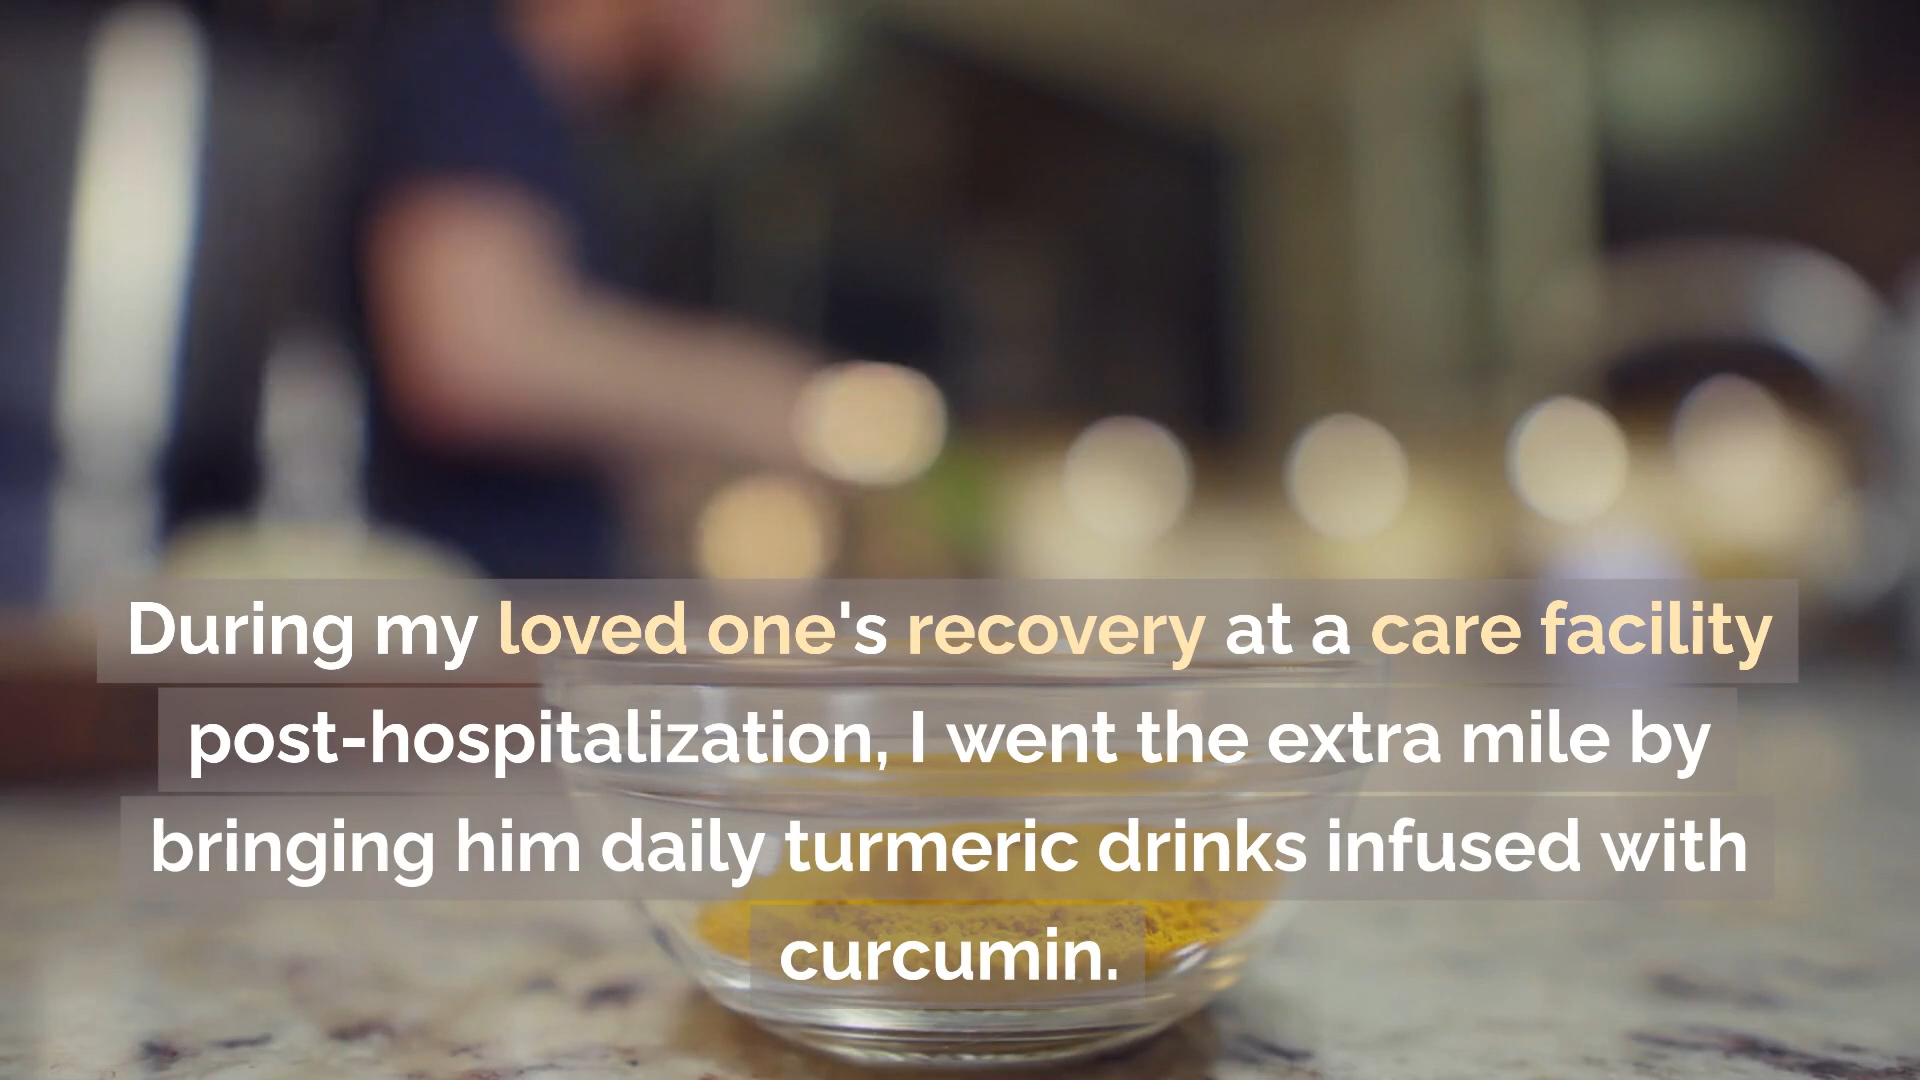 During my loved one's recovery at a care facility
post-hospitalization, I went the extra mile by
bringing him daily turmeric drinks infused with
curcumin.